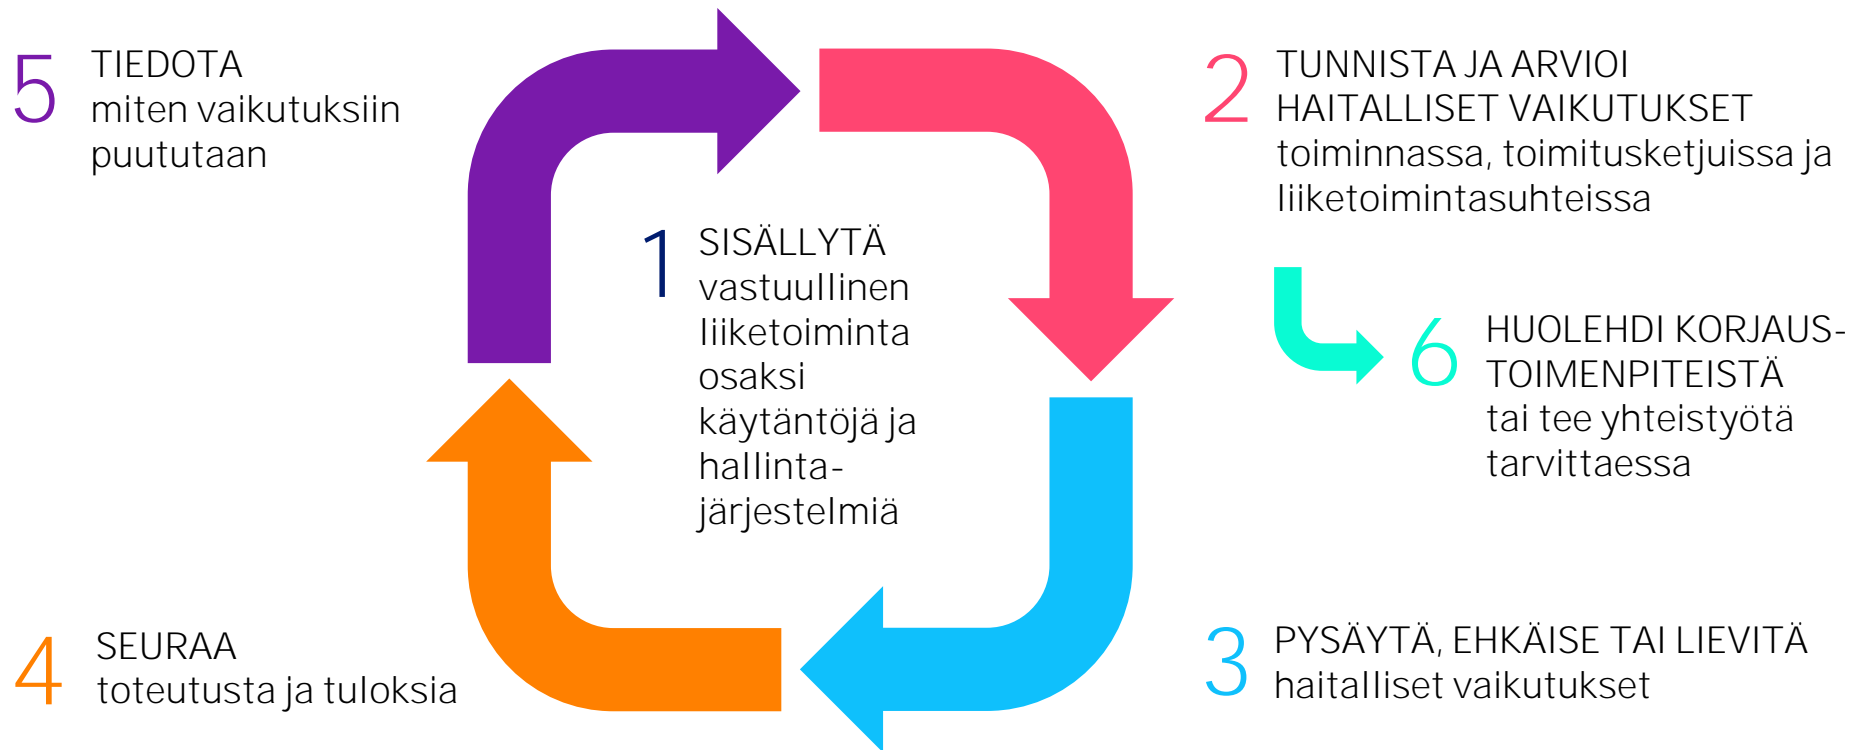 5 TIEDOTA
miten vaikutuksiin
puututaan
2 TUNNISTA JA ARVIOI
HAITALLISET VAIKUTUKSET
toiminnassa, toimitusketjuissa ja
liiketoimintasuhteissa
1 SISÄLLYTÄ
vastuullinen
liiketoiminta
osaksi
käytäntöjä ja
hallinta-
järjestelmiä
6 HUOLEHDI KORJAUS-
TOIMENPITEISTÄ
tai tee yhteistyötä
tarvittaessa
4 SEURAA
toteutusta ja tuloksia
3 PYSÄYTÄ, EHKÄISE TAI LIEVITÄ
haitalliset vaikutukset